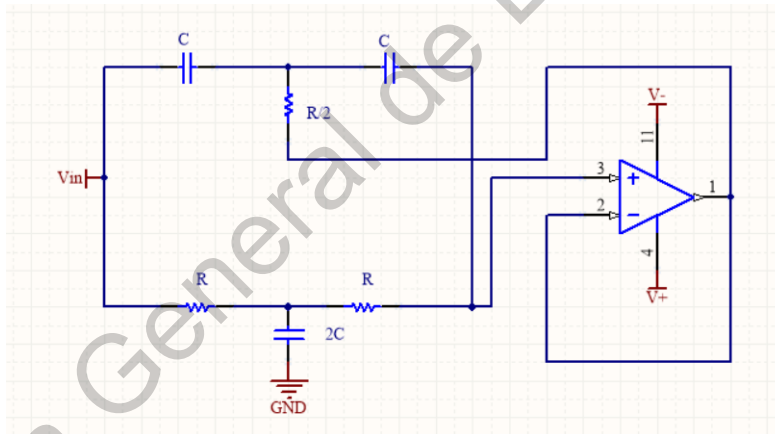 C
C
R/2
V-
11
Vin
3
+
1
2
-
4
V+
R
R
2C
GND
General de